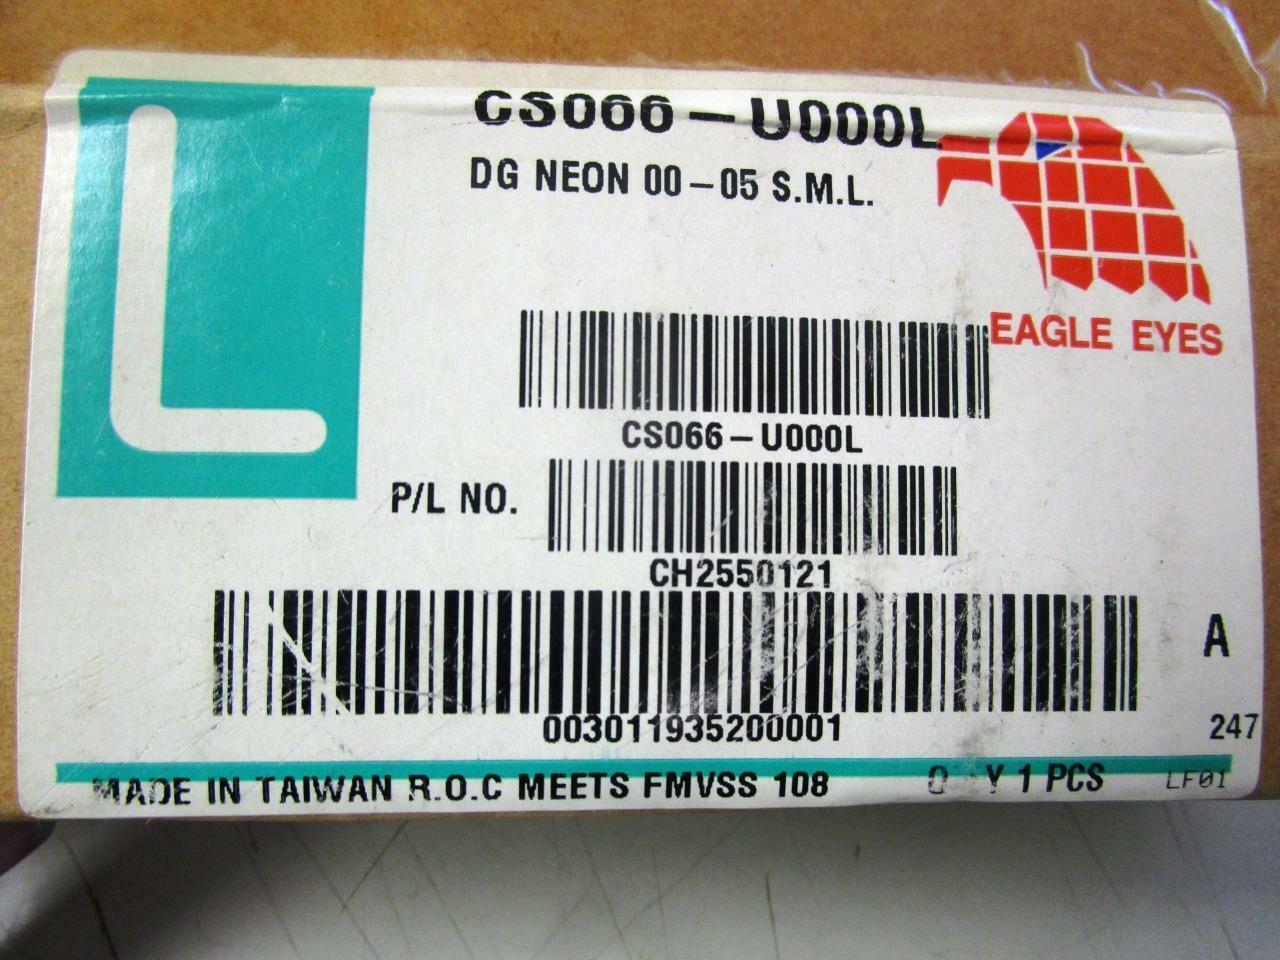 L
CS066-U000L
DG NEON 00-05 S.M.L.
EAGLE EYES
CS066-U000L
P/L NO.
CH2550121
A
003011935200001
247
MADE IN TAIWAN R.O.C MEETS FMVSS 108 1 PCS LF01